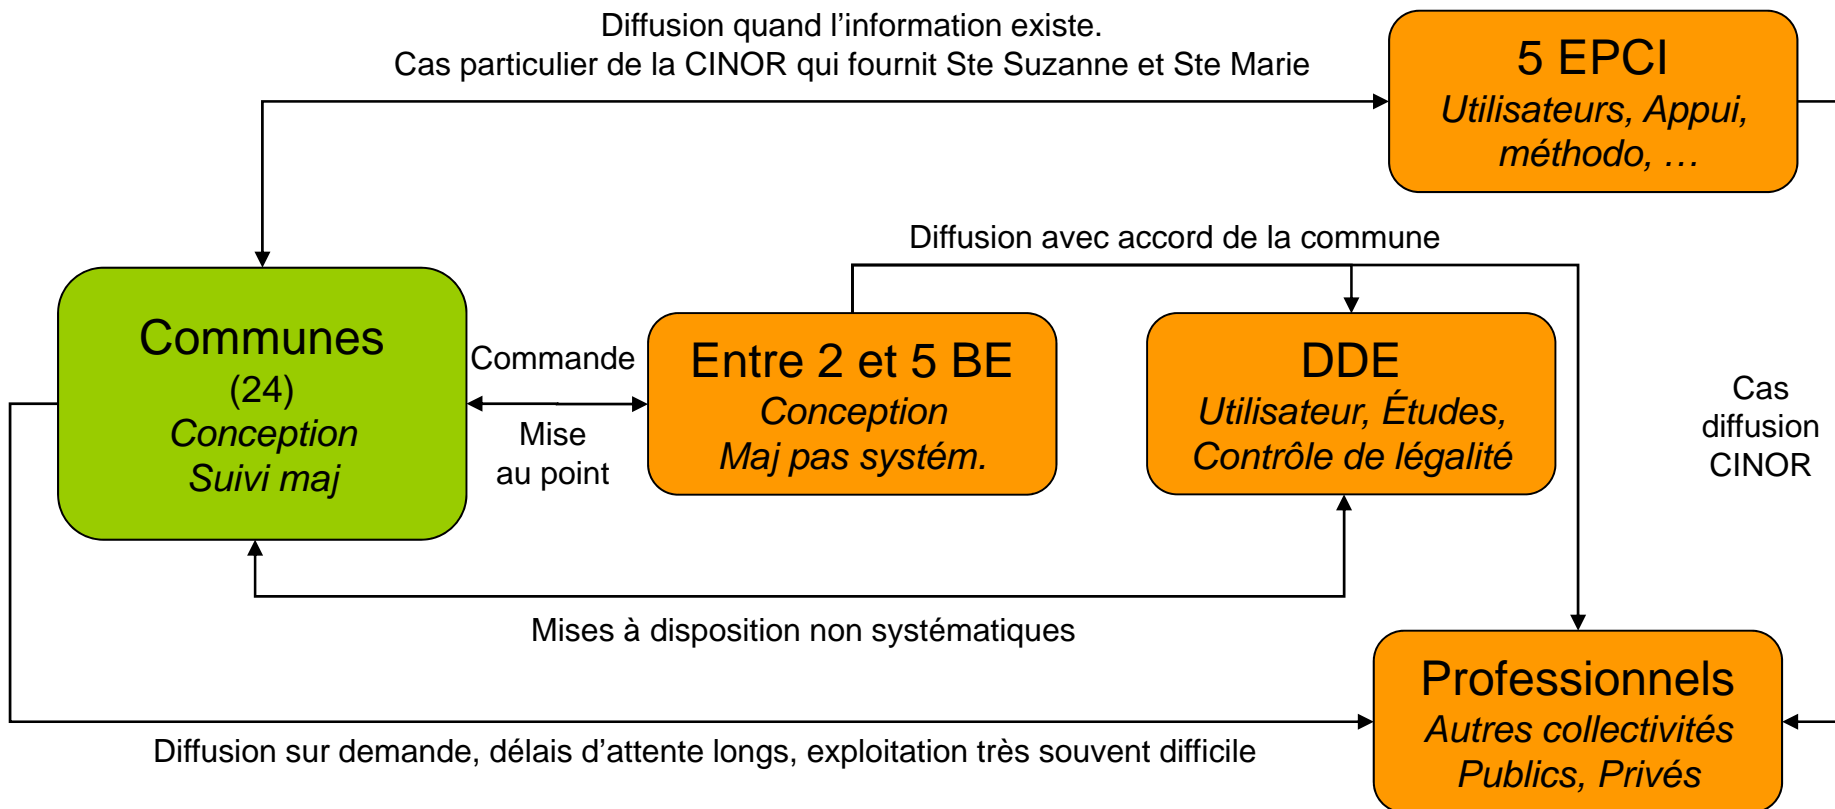 Diffusion quand l’information existe.
Cas particulier de la CINOR qui fournit Ste Suzanne et Ste Marie
5 EPCI
Utilisateurs, Appui,
méthodo, …
Diffusion avec accord de la commune
Communes
(24)
Conception
Suivi maj
Commande
Mise
au point
Entre 2 et 5 BE
Conception
Maj pas systém.
DDE
Utilisateur, Études,
Contrôle de légalité
Cas
diffusion
CINOR
Mises à disposition non systématiques
Professionnels
Autres collectivités
Publics, Privés
Diffusion sur demande, délais d’attente longs, exploitation très souvent difficile